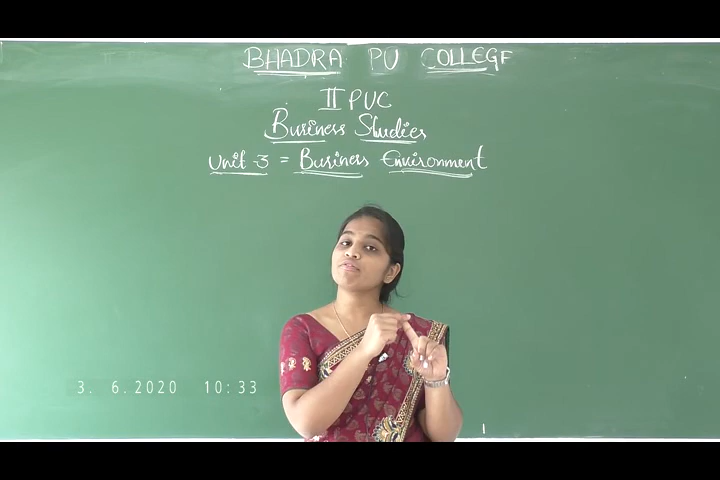 BHADRA PU COLLEGE
II PUC
Business Studies
Unit-3 = Business Environment
3. 6.2020 10:33